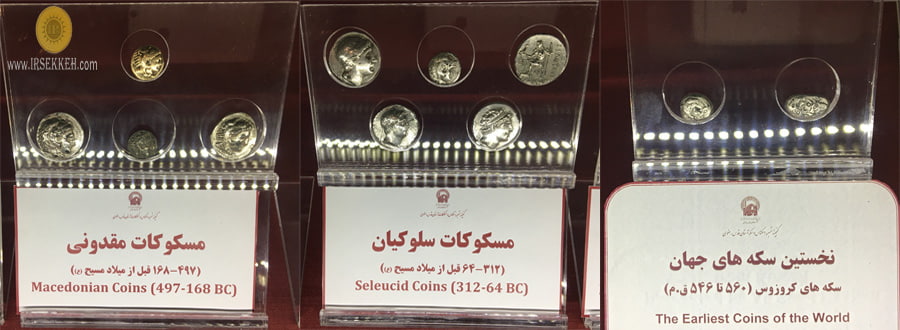 www.IRSEKKEH.com
مسکوکات مقدونی
(۴۹۷-۱۶۸ قبل از میلاد مسیح (ع))
Macedonian Coins (497-168 BC)
مسکوکات سلوکیان
(۳۱۲-۶۴ قبل از میلاد مسیح (ع))
Seleucid Coins (312-64 BC)
نخستین سکه های جهان
سکه های کروزوس (۵۶۰ تا ۵۴۶ ق.م)
The Earliest Coins of the World